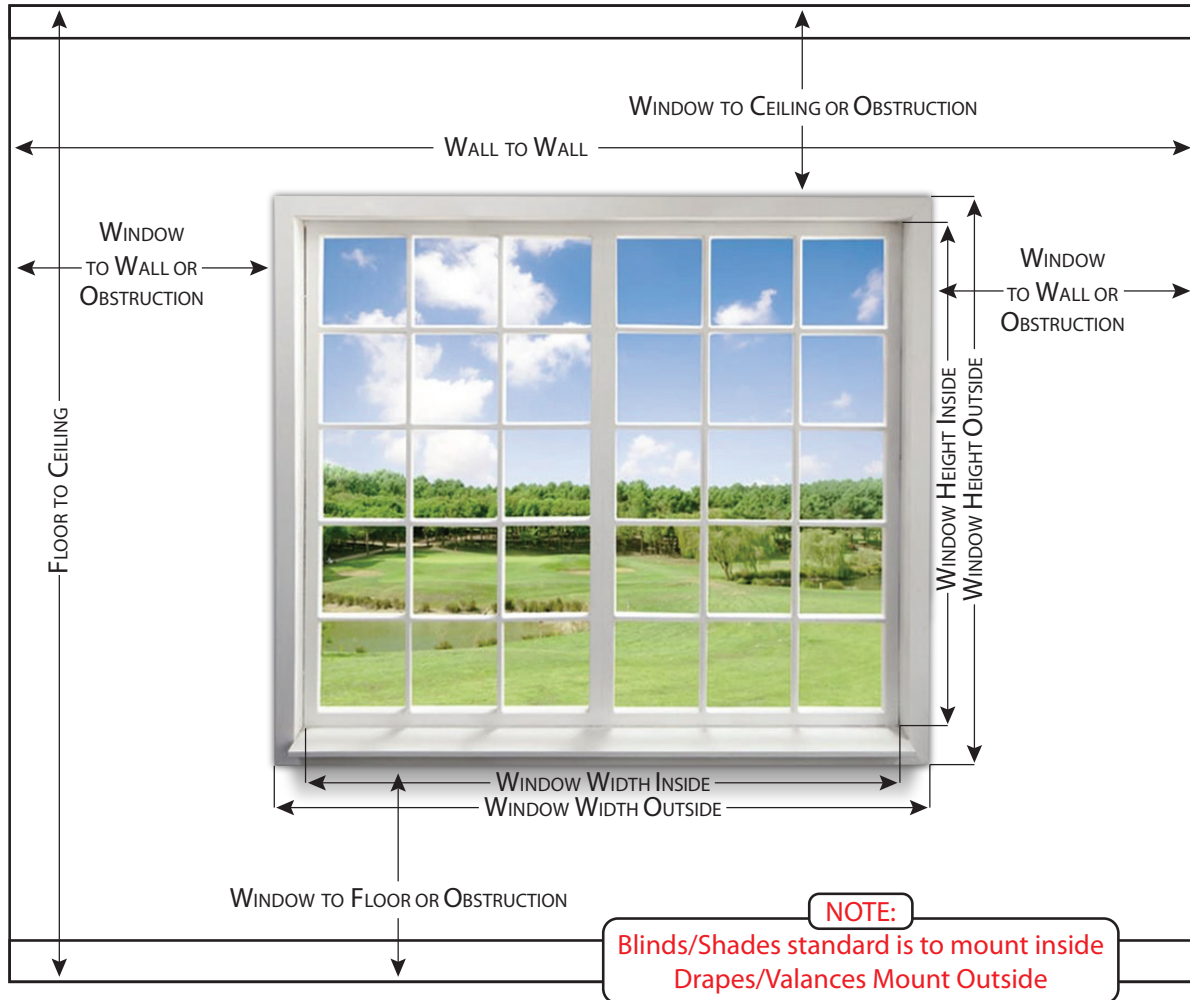 Window to Ceiling or Obstruction
Wall to Wall
Window
to Wall or
Obstruction
Window
to Wall or
Obstruction
Floor to Ceiling
Window Height Inside
Window Height Outside
Window Width Inside
Window Width Outside
Window to Floor or Obstruction
NOTE:
Blinds/Shades standard is to mount inside
Drapes/Valances Mount Outside